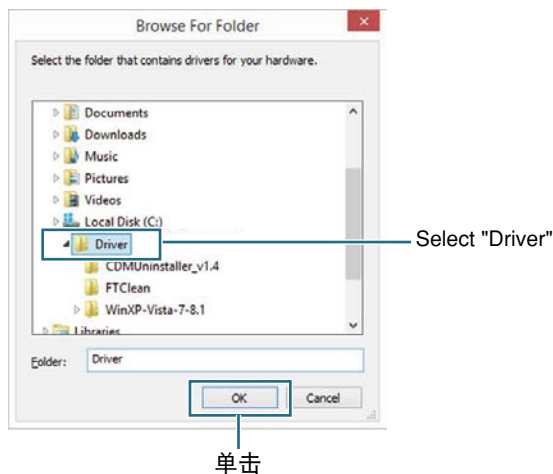 Browse For Folder
Select the folder that contains drivers for your hardware.
Documents
Downloads
Music
Pictures
Videos
Local Disk (C:)
Driver
Select "Driver"
CDMUninstaller_v1.4
FTClean
WinXP-Vista-7-8.1
Libraries
Folder:
Driver
OK
Cancel
单击